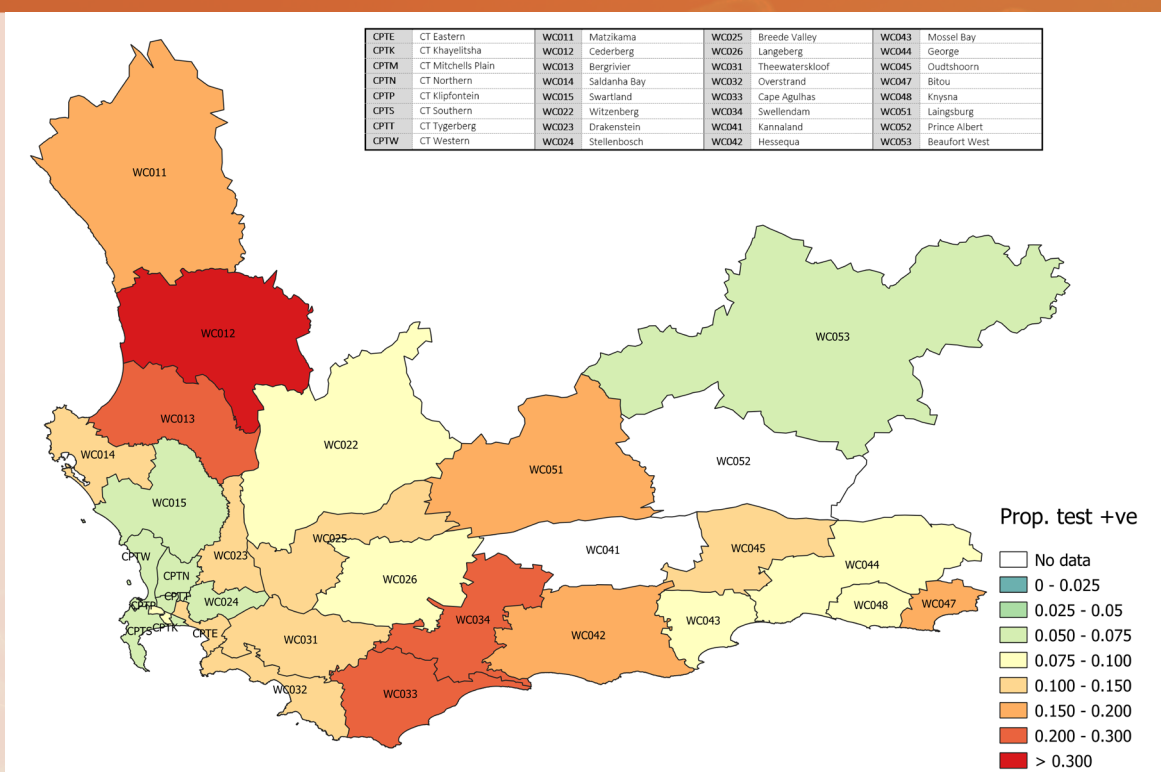 CPTE CT Eastern WC011 Matzikama WC025 Breede Valley WC043 Mossel Bay
CPTK CT Khayelitsha WC012 Cederberg WC026 Langeberg WC044 George
CPTM CT Mitchells Plain WC013 Bergrivier WC031 Theewaterskloof WC045 Oudtshoorn
CPTN CT Northern WC014 Saldanha Bay WC032 Overstrand WC047 Bitou
CPTP CT Klipfontein WC015 Swartland WC033 Cape Agulhas WC048 Knysna
CPTS CT Southern WC022 Witzenberg WC034 Swellendam WC051 Laingsburg
CPTT CT Tygerberg WC023 Drakenstein WC041 Kannaland WC052 Prince Albert
CPTW CT Western WC024 Stellenbosch WC042 Hessequa WC053 Beaufort West
WC011
WC012
WC053
WC013
WC022
WC014
WC052
WC051
WC015
WC025
CPTW
WC023
WC041
WC045
WC044
CPTN
WC026
WC024
WC048
WC047
WC034
WC043
CPTS
CPTK
CPTE
WC031
WC042
WC032
WC033
Prop. test +ve
No data
0 - 0.025
0.025 - 0.05
0.050 - 0.075
0.075 - 0.100
0.100 - 0.150
0.150 - 0.200
0.200 - 0.300
> 0.300